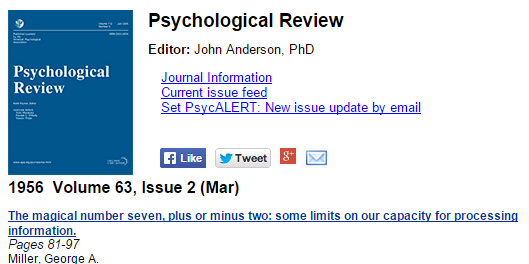 Psychological Review
Editor: John Anderson, PhD
Journal Information
Current issue feed
Set PsycALERT: New issue update by email
Psychological
Review
Like
Tweet
g+
1956 Volume 63, Issue 2 (Mar)
The magical number seven, plus or minus two: some limits on our capacity for processing
information.
Pages 81-97
Miller, George A.